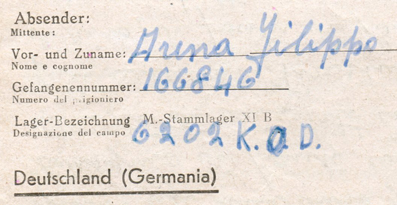 Absender:
Mittente:
Vor- und Zuname: Arena Filippo
Nome e cognome
Gefangenennummer: 166846
Numero del prigioniero
Lager-Bezeichnung M.-Stammlager XI B
Designazione del campo 6202 K.O.D.
Deutschland (Germania)